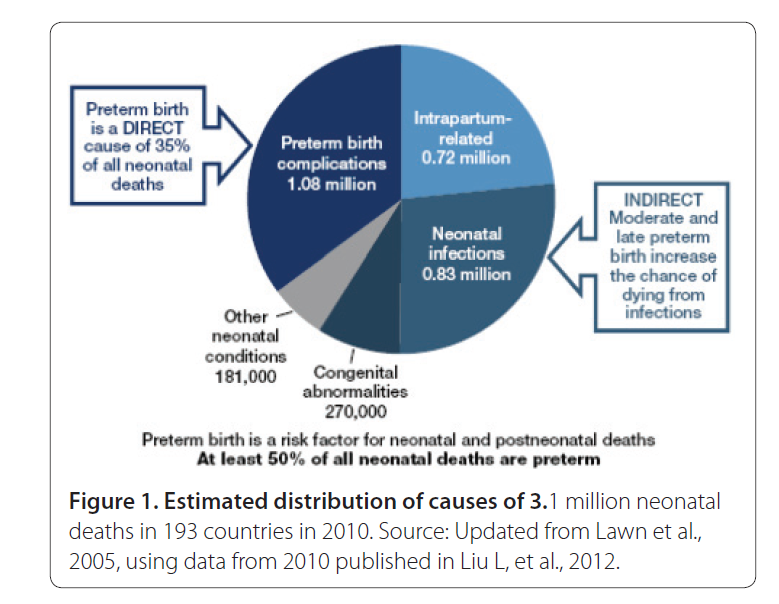 Preterm birth
is a DIRECT
cause of 35%
of all neonatal
deaths
Preterm birth
complications
1.08 million
Intrapartum-
related
0.72 million
Neonatal
infections
0.83 million
INDIRECT
Moderate and
late preterm
birth increase
the chance of
dying from
infections
Other
neonatal
conditions
181,000
Congenital
abnormalities
270,000
Preterm birth is a risk factor for neonatal and postneonatal deaths
At least 50% of all neonatal deaths are preterm
Figure 1. Estimated distribution of causes of 3.1 million neonatal
deaths in 193 countries in 2010. Source: Updated from Lawn et al.,
2005, using data from 2010 published in Liu L, et al., 2012.